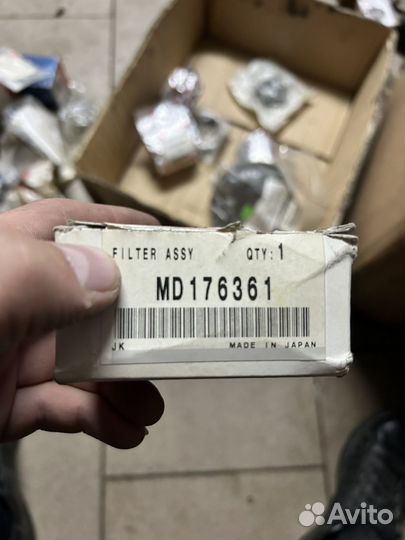 FILTER ASSY QTY:1
MD176361
JK MADE IN JAPAN
Avito